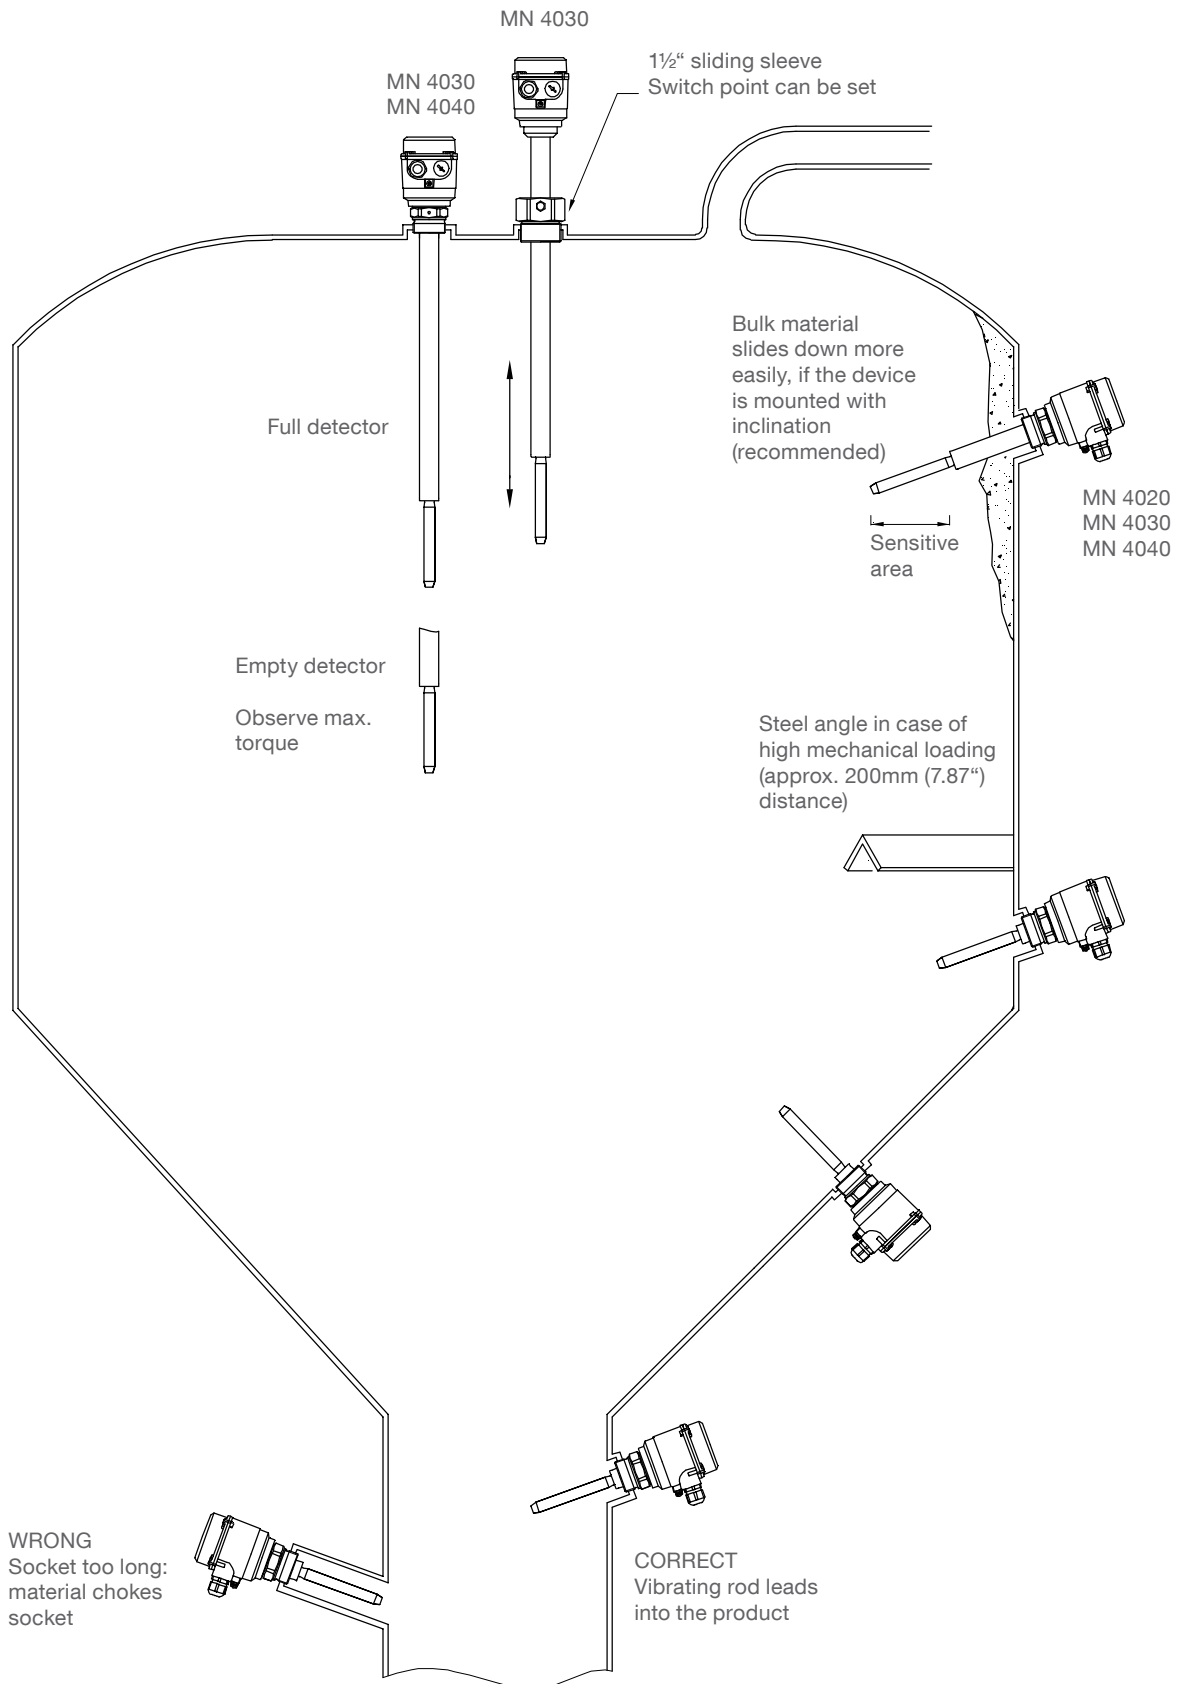 MN 4030
MN 4030
MN 4040
1½“ sliding sleeve
Switch point can be set
Bulk material
slides down more
easily, if the device
is mounted with
inclination
(recommended)
Full detector
MN 4020
MN 4030
MN 4040
Sensitive
area
Empty detector
Observe max.
torque
Steel angle in case of
high mechanical loading
(approx. 200mm (7.87“)
distance)
WRONG
Socket too long:
material chokes
socket
CORRECT
Vibrating rod leads
into the product